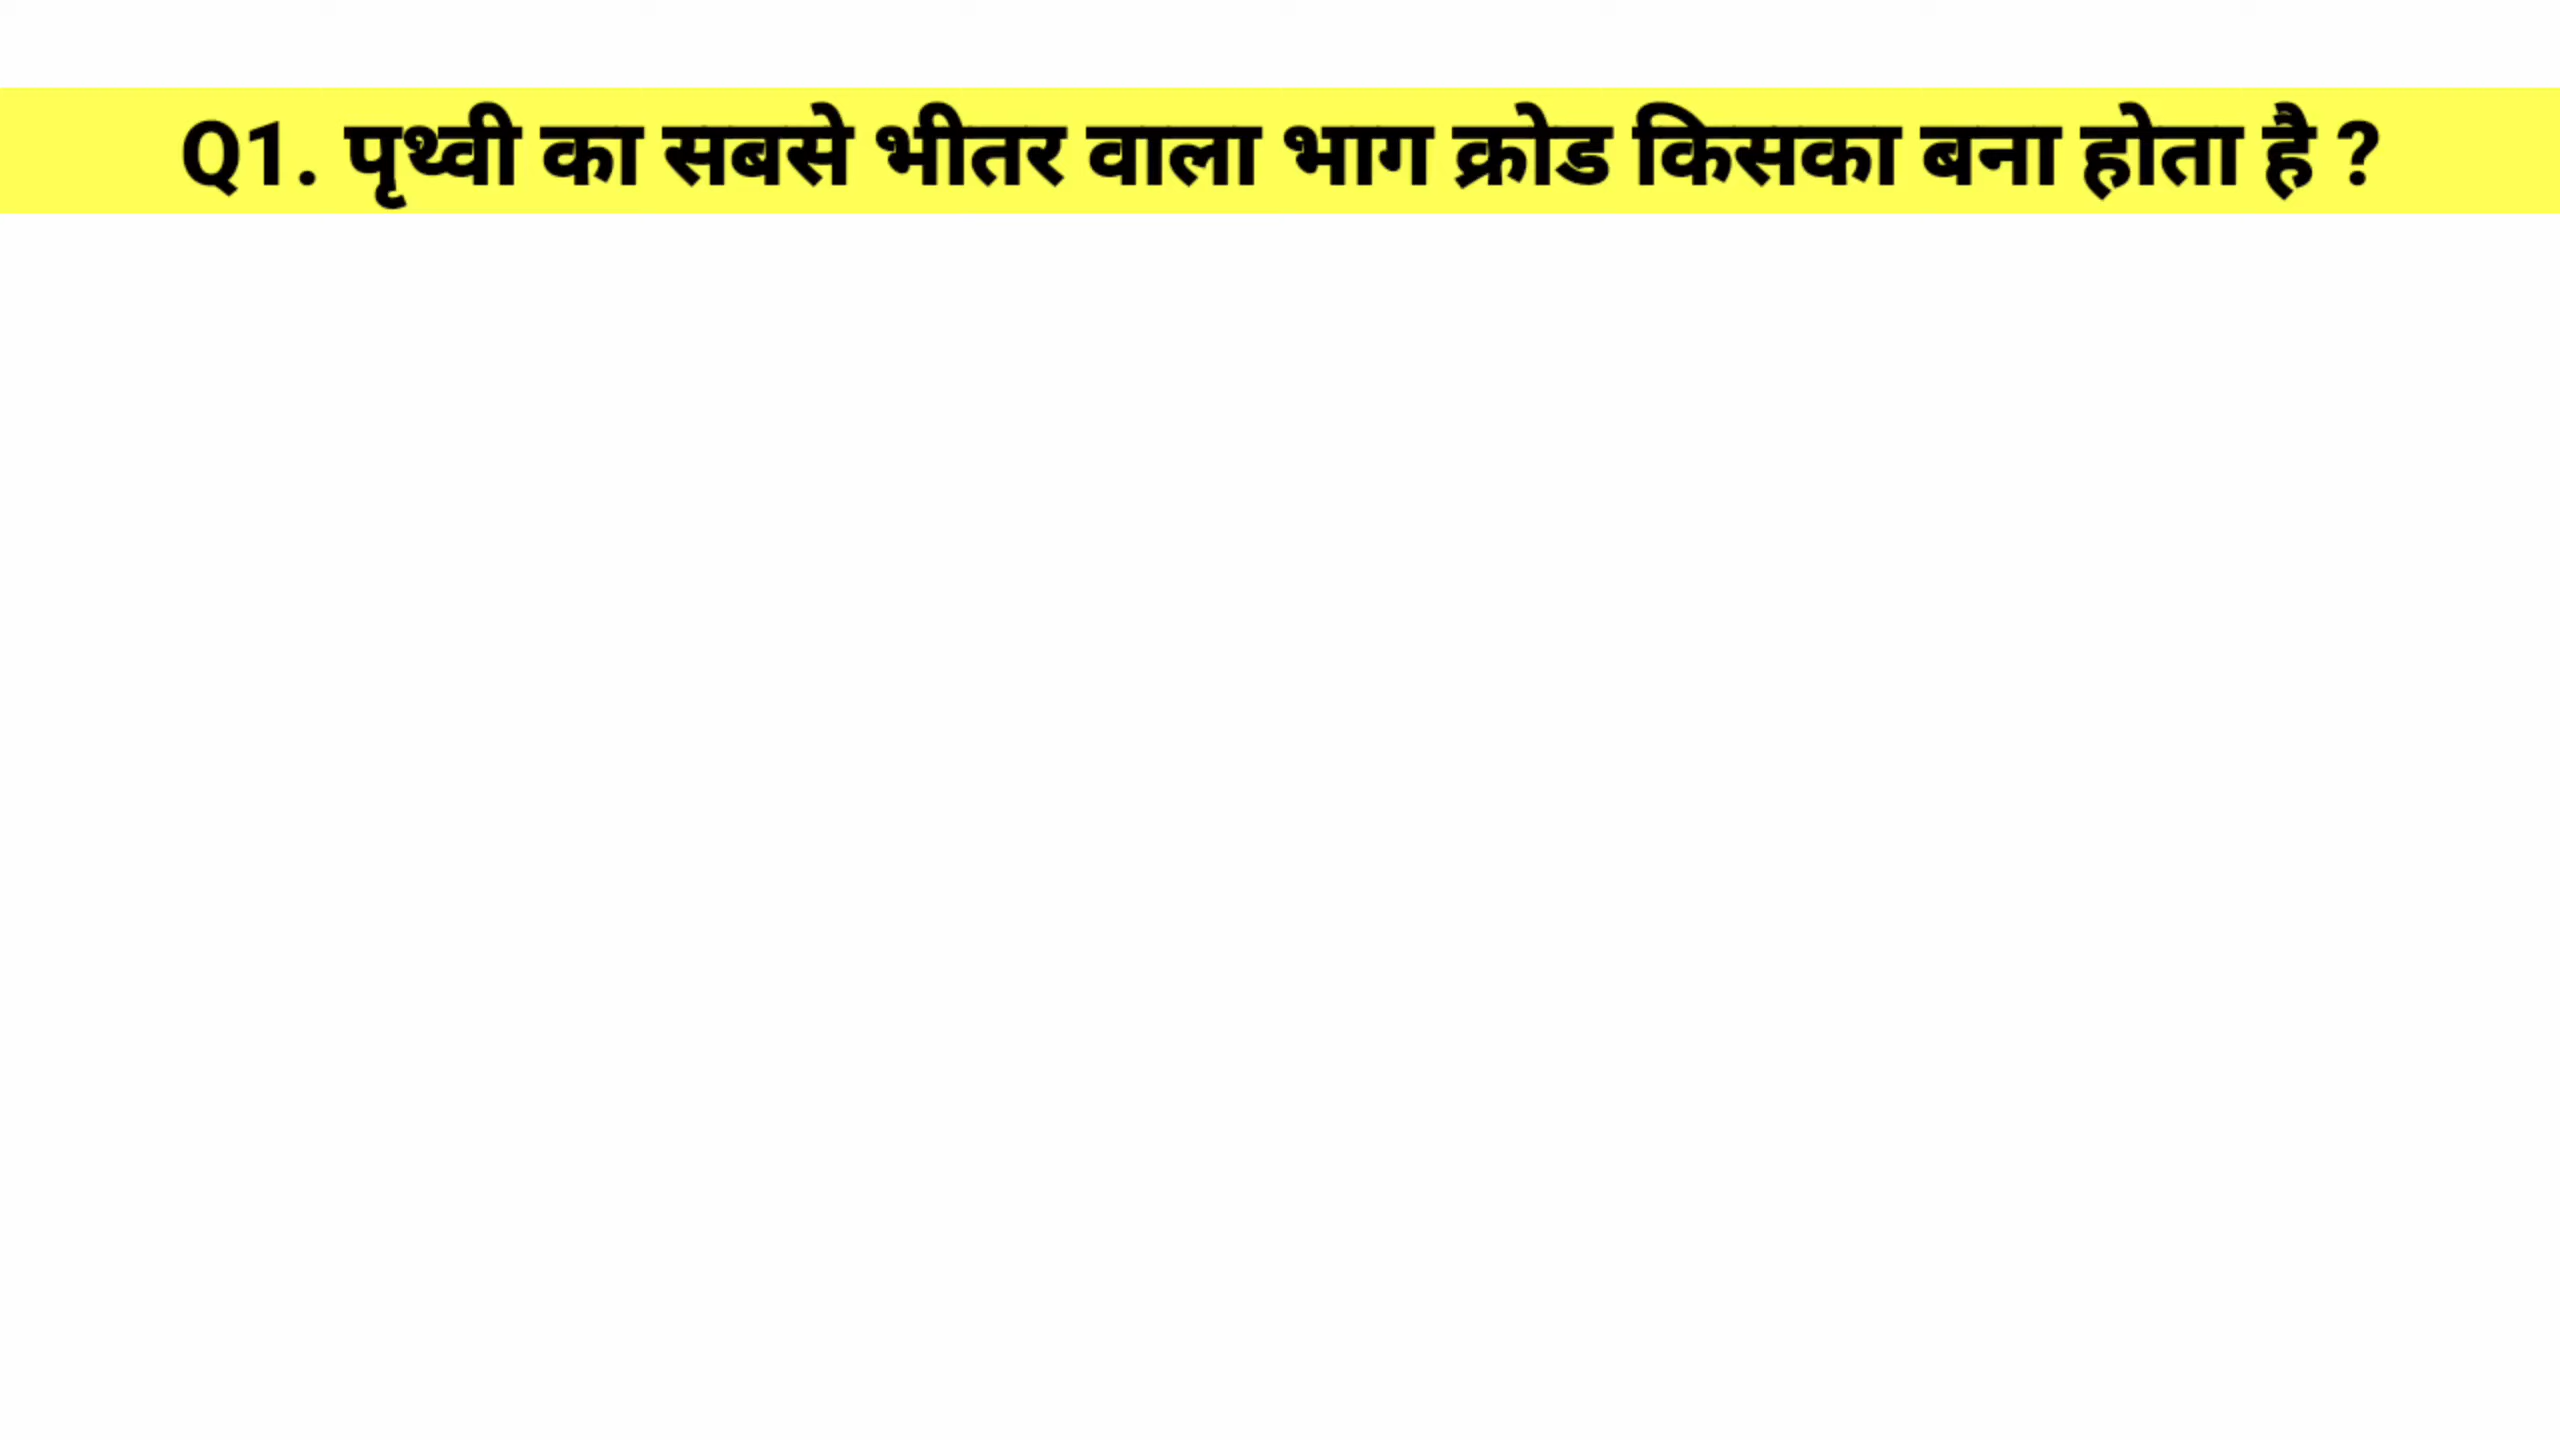 Q1. पृथ्वी का सबसे भीतर वाला भाग क्रोड किसका बना होता है ?